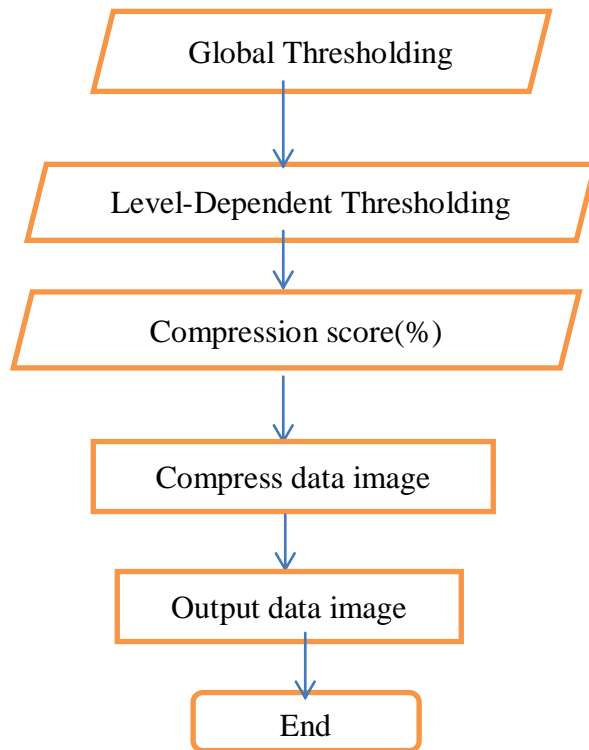 Global Thresholding
Level-Dependent Thresholding
Compression score(%)
Compress data image
Output data image
End